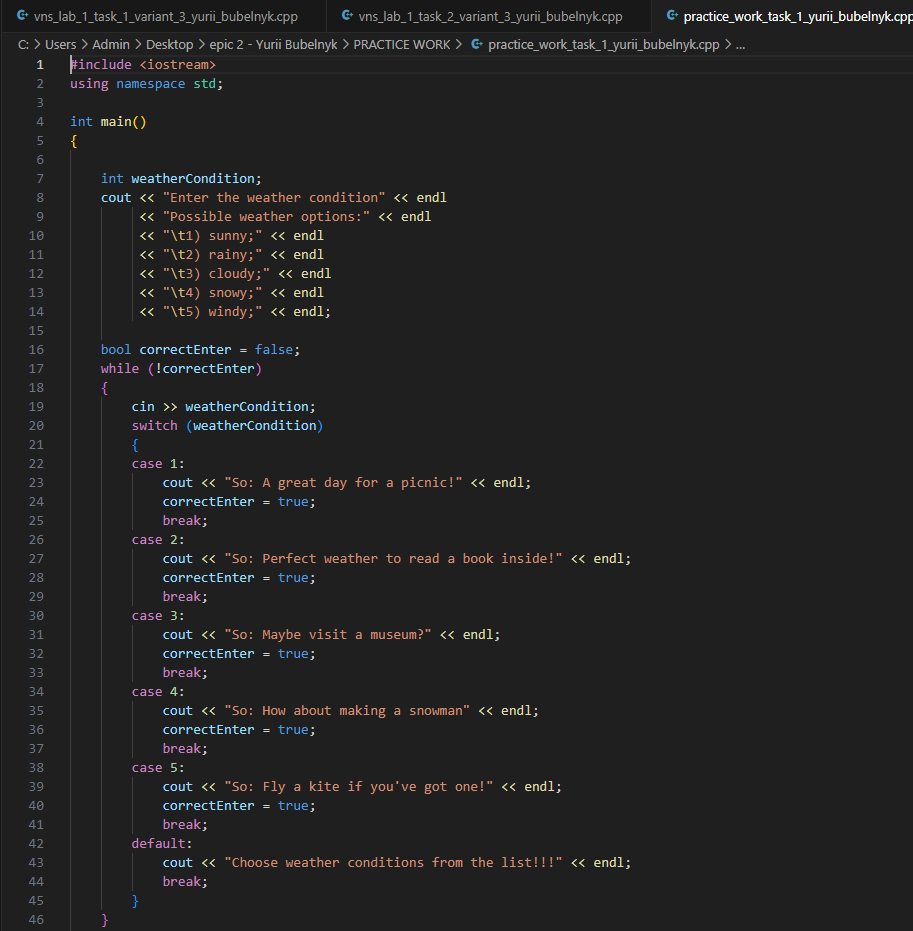 vns_lab_1_task_1_variant_3_yurii_bubelnyk.cpp vns_lab_1_task_2_variant_3_yurii_bubelnyk.cpp practice_work_task_1_yurii_bubelnyk.cpp
C: > Users > Admin > Desktop > epic 2 - Yurii Bubelnyk > PRACTICE WORK > practice_work_task_1_yurii_bubelnyk.cpp > ...
1 #include <iostream>
2 using namespace std;
3
4 int main()
5 {
6
7 int weatherCondition;
8 cout << "Enter the weather condition" << endl
9 << "Possible weather options:" << endl
10 << "\t1) sunny;" << endl
11 << "\t2) rainy;" << endl
12 << "\t3) cloudy;" << endl
13 << "\t4) snowy;" << endl
14 << "\t5) windy;" << endl;
15
16 bool correctEnter = false;
17 while (!correctEnter)
18 {
19 cin >> weatherCondition;
20 switch (weatherCondition)
21 {
22 case 1:
23 cout << "So: A great day for a picnic!" << endl;
24 correctEnter = true;
25 break;
26 case 2:
27 cout << "So: Perfect weather to read a book inside!" << endl;
28 correctEnter = true;
29 break;
30 case 3:
31 cout << "So: Maybe visit a museum?" << endl;
32 correctEnter = true;
33 break;
34 case 4:
35 cout << "So: How about making a snowman" << endl;
36 correctEnter = true;
37 break;
38 case 5:
39 cout << "So: Fly a kite if you've got one!" << endl;
40 correctEnter = true;
41 break;
42 default:
43 cout << "Choose weather conditions from the list!!!" << endl;
44 break;
45 }
46 }